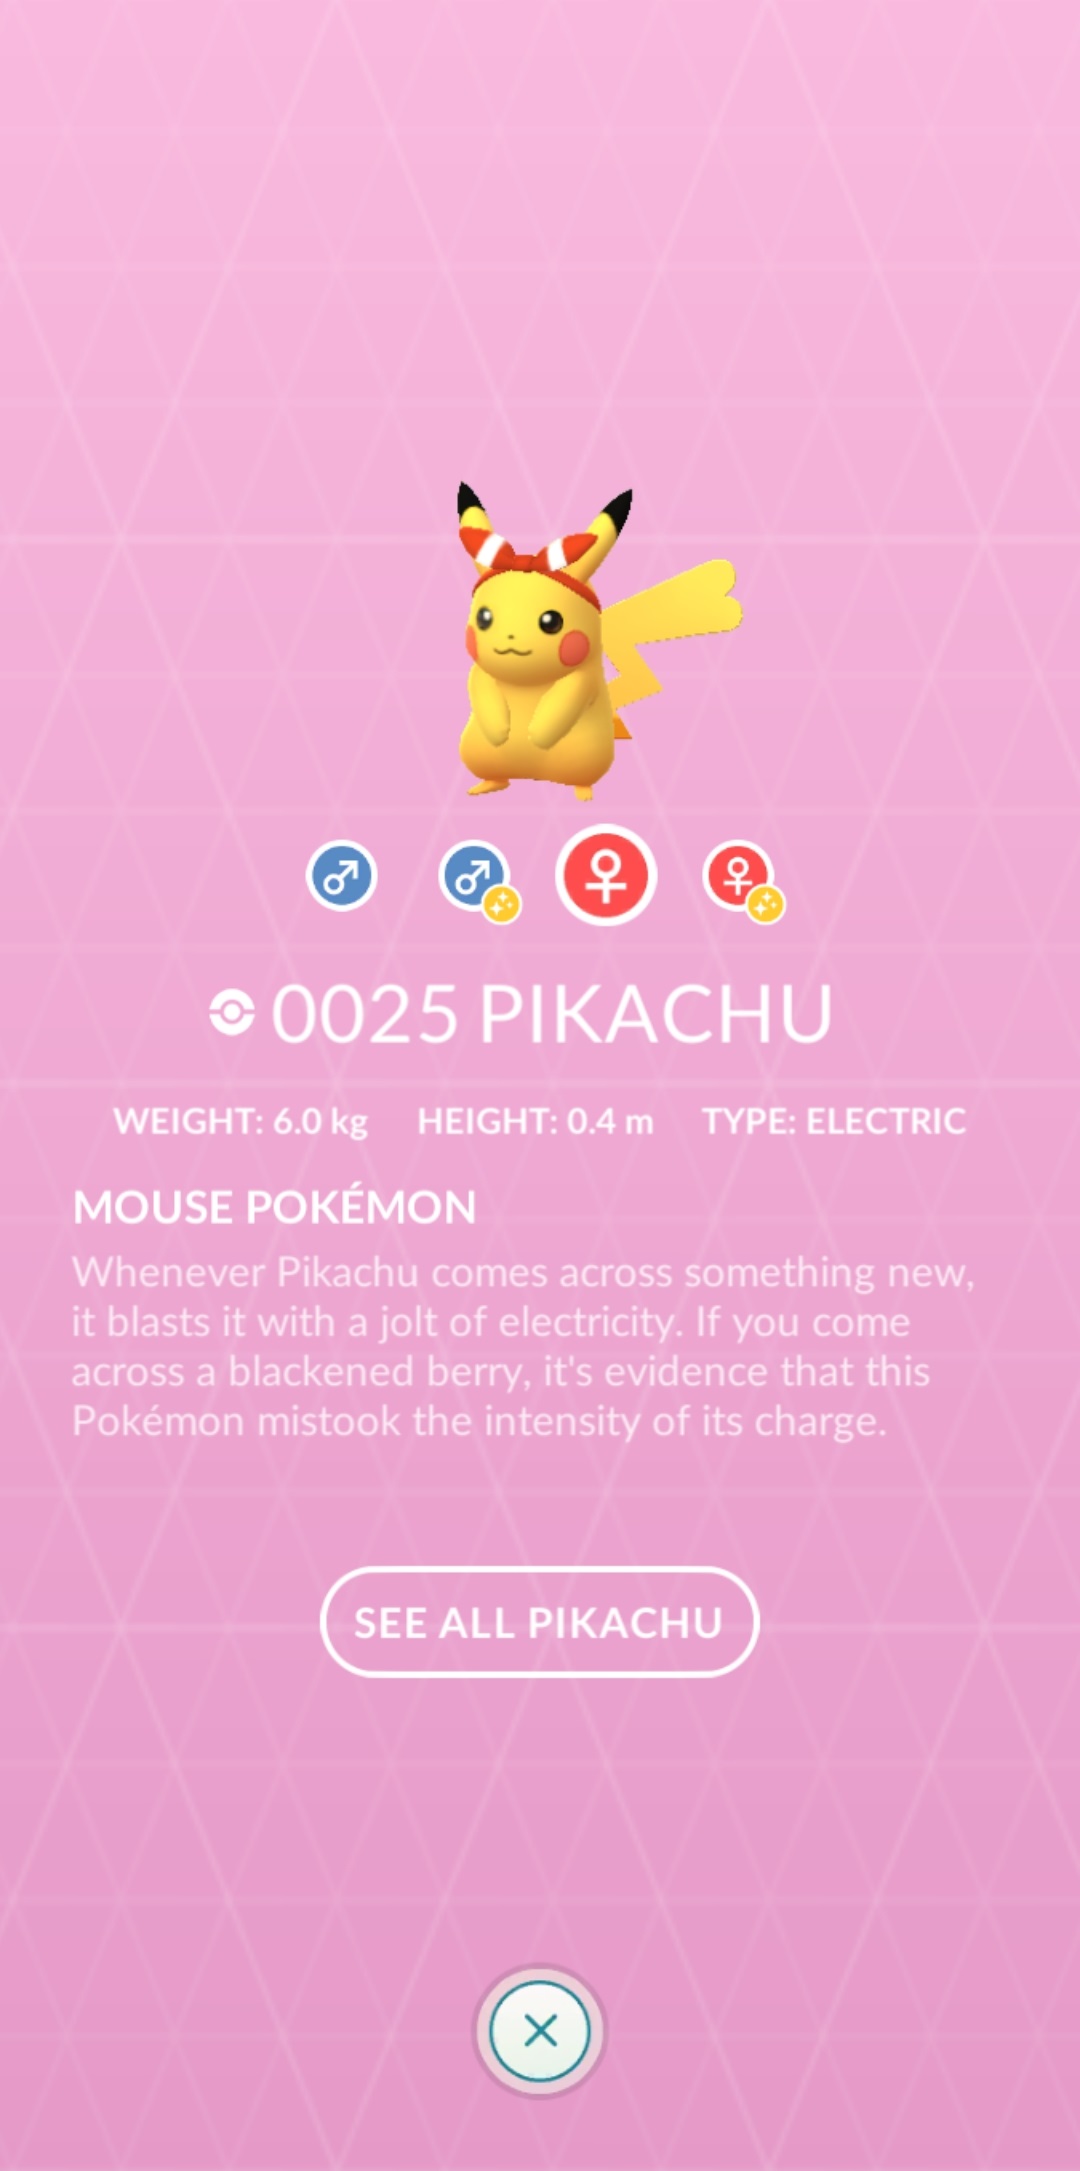 0025 PIKACHU
WEIGHT: 6.0 kg HEIGHT: 0.4 m TYPE: ELECTRIC
MOUSE POKÉMON
Whenever Pikachu comes across something new,
it blasts it with a jolt of electricity. If you come
across a blackened berry, it's evidence that this
Pokémon mistook the intensity of its charge.
SEE ALL PIKACHU